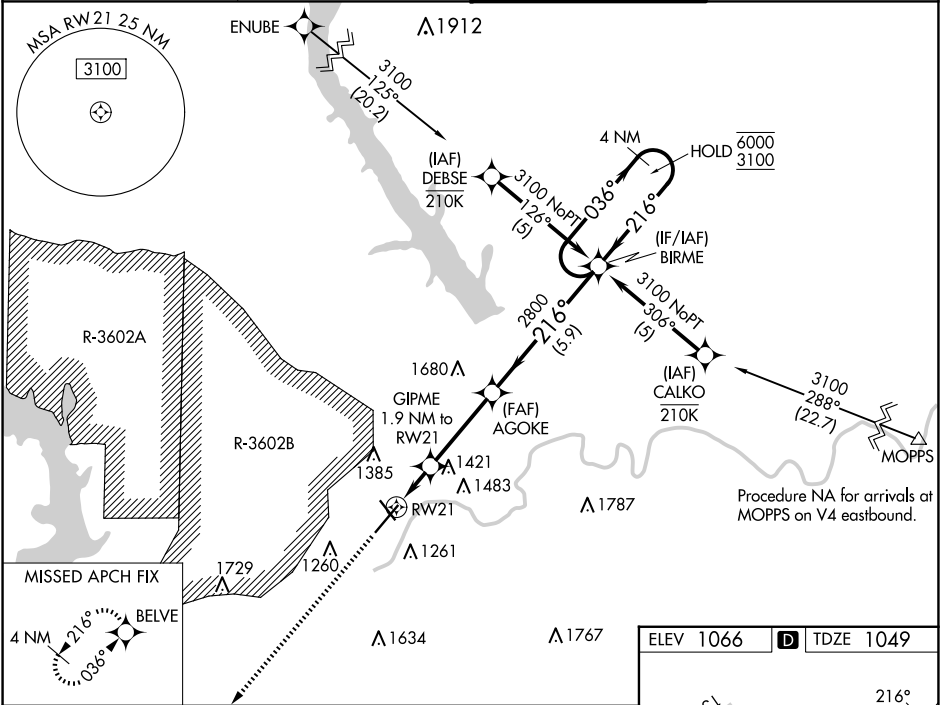 MSA RW21 25 NM
3100
ENUBE
1912
3100
125°
(20.2)
4 NM
HOLD 6000
3100
(IAF)
DEBSE
210K
3100 NoPT
126°
(5)
036°
216°
(IF/IAF)
BIRME
3100 NoPT
306°
(5)
2800
216°
(5.9)
(IAF)
CALKO
210K
3100
288°
(22.7)
MOPPS
Procedure NA for arrivals at
MOPPS on V4 eastbound.
R-3602A
R-3602B
1680
GIPME
1.9 NM to
RW21
(FAF)
AGOKE
1385
1421
1483
RW21
1787
1260
1261
1729
MISSED APCH FIX
BELVE
4 NM
216°
036°
1634
1767
ELEV 1066 D TDZE 1049
216°